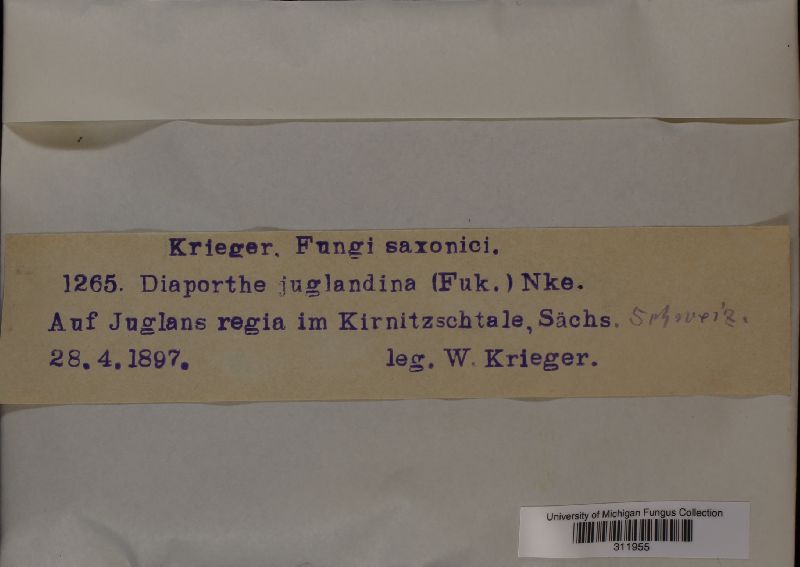 Krieger. Fungi saxonici.
1265. Diaporthe juglandina (Fuk.) Nke.
Auf Juglans regia im Kirnitzschtale, Sächs. Schweiz.
28. 4. 1897. leg. W. Krieger.
University of Michigan Fungus Collection
311955